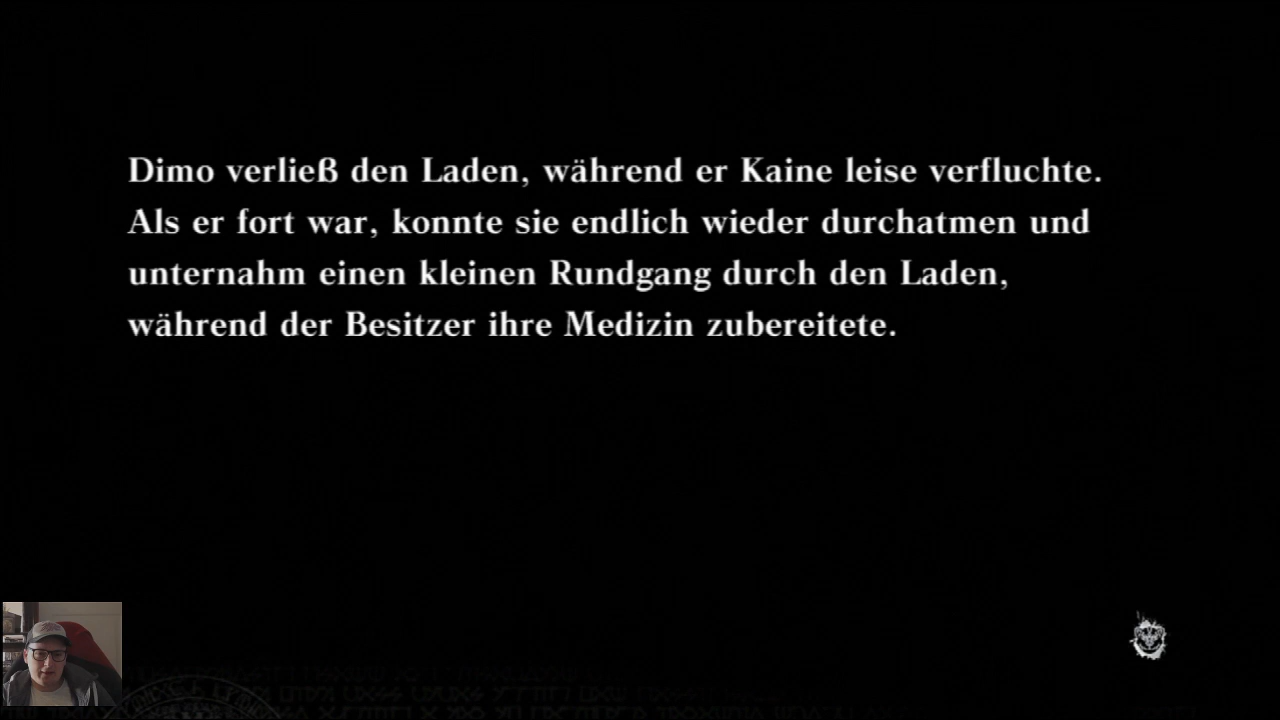 Dimo verließ den Laden, während er Kaine leise verfluchte.
Als er fort war, konnte sie endlich wieder durchatmen und
unternahm einen kleinen Rundgang durch den Laden,
während der Besitzer ihre Medizin zubereitete.